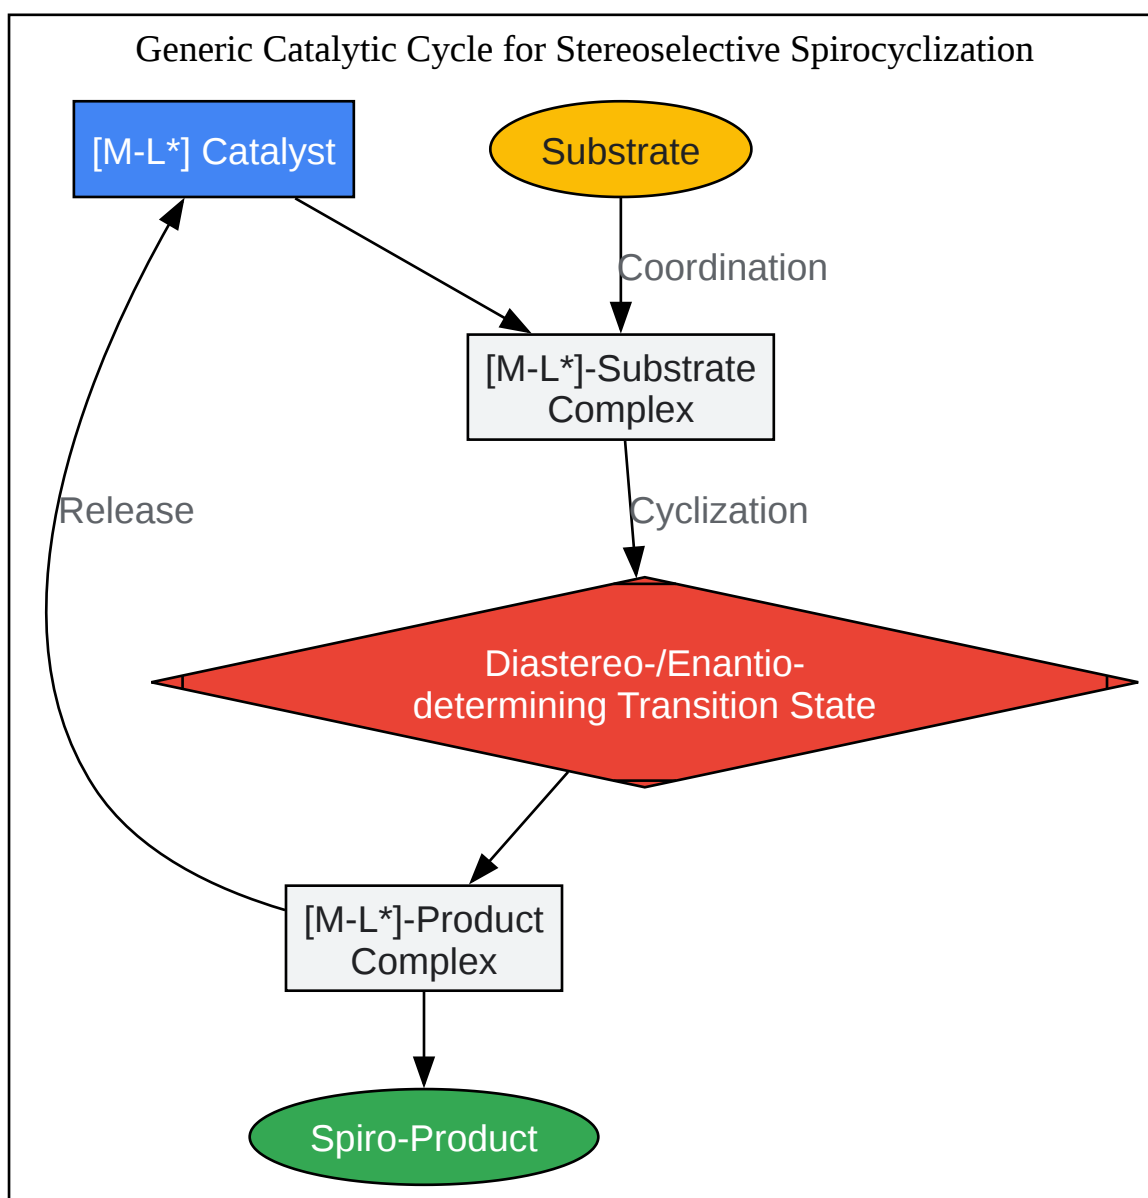 Generic Catalytic Cycle for Stereoselective Spirocyclization
[M-L*] Catalyst
Substrate
Coordination
[M-L*]-Substrate
Complex
Release
Cyclization
Diastereo-/Enantio-
determining Transition State
[M-L*]-Product
Complex
Spiro-Product